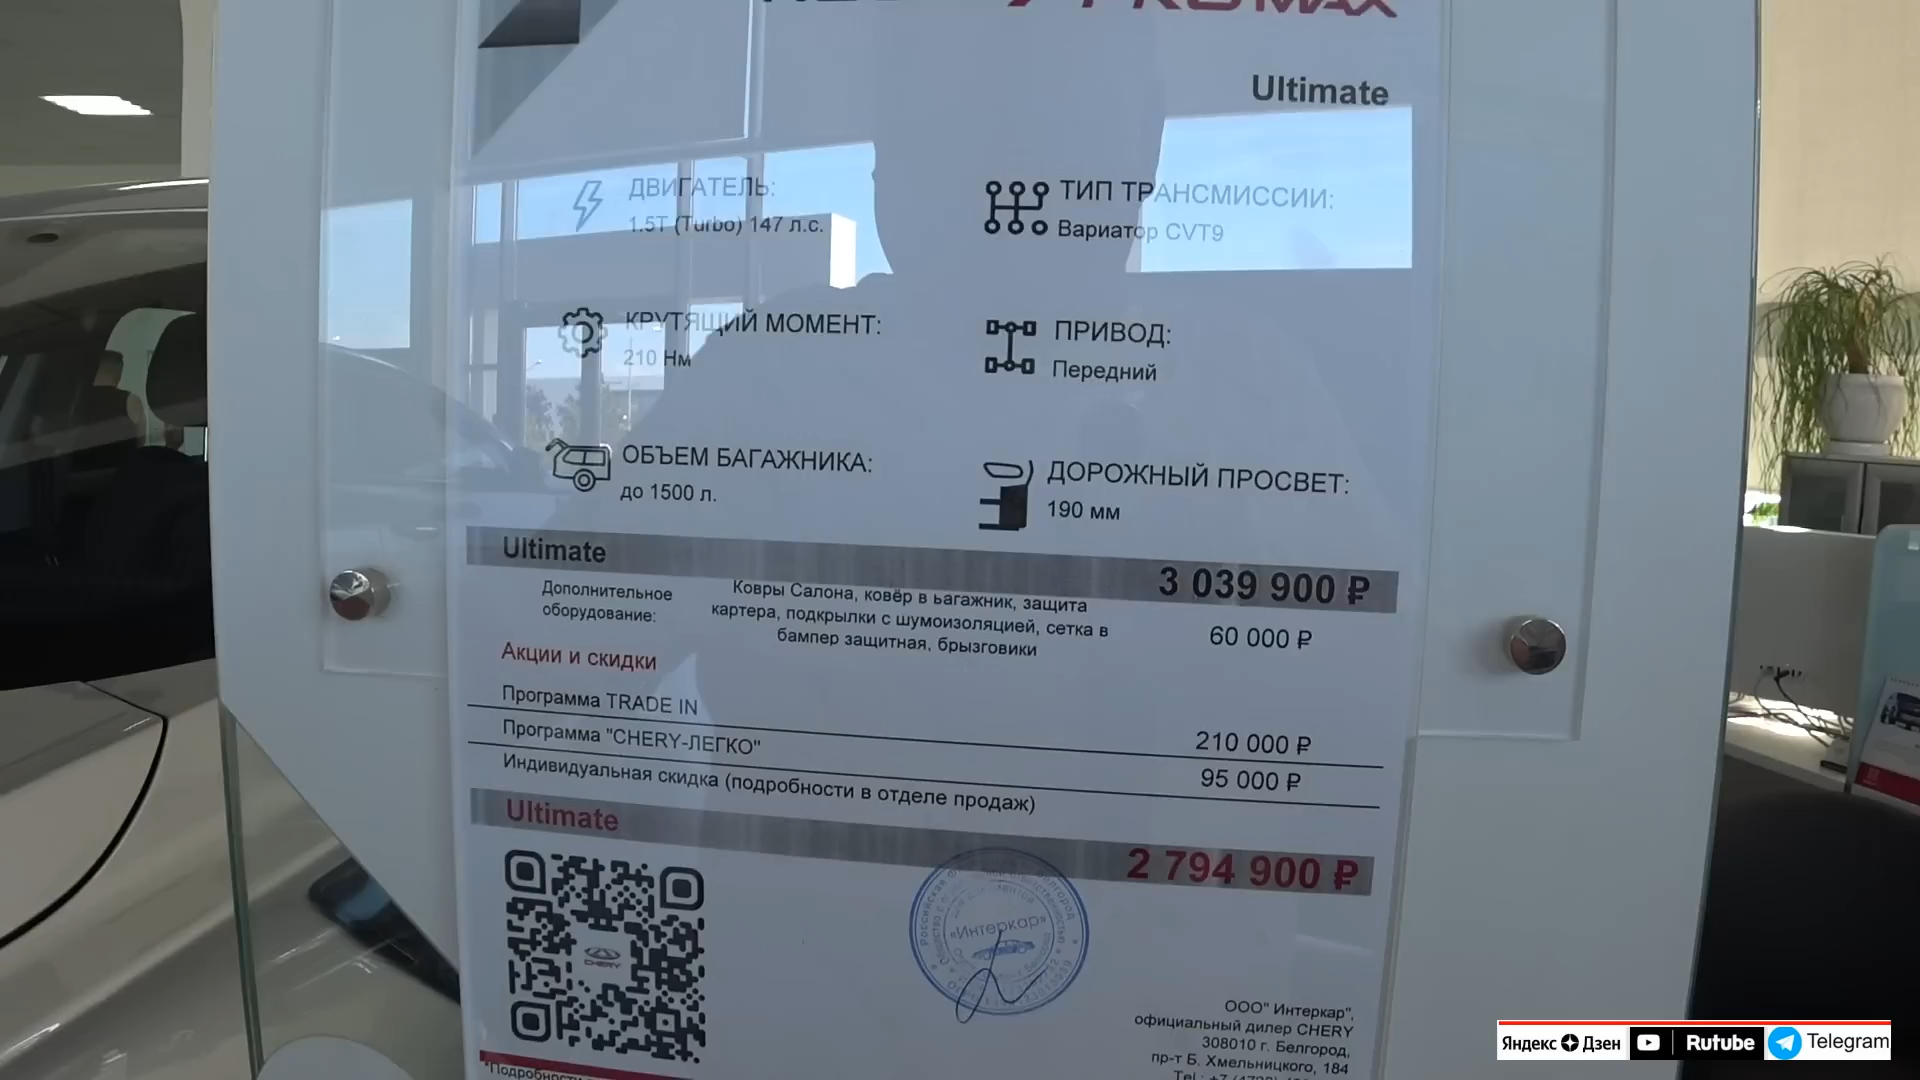 PRO MAX
Ultimate
ДВИГАТЕЛЬ:
1.5T (Turbo) 147 л.с.
ТИП ТРАНСМИССИИ:
Вариатор CVT9
КРУТЯЩИЙ МОМЕНТ:
210 Нм
ПРИВОД:
Передний
ОБЪЕМ БАГАЖНИКА:
до 1500 л.
ДОРОЖНЫЙ ПРОСВЕТ:
190 мм
Ultimate
3 039 900 ₽
Дополнительное
оборудование:
Ковры Салона, ковёр в багажник, защита
картера, подкрылки с шумоизоляцией, сетка в
бампер защитная, брызговики
60 000 ₽
Акции и скидки
Программа TRADE IN
210 000 ₽
Программа "CHERY-ЛЕГКО"
95 000 ₽
Индивидуальная скидка (подробности в отделе продаж)
Ultimate
2 794 900 ₽
CHERY
«Интеркар»
ООО" Интеркар",
официальный дилер CHERY
308010 г. Белгород,
пр-т Б. Хмельницкого, 184
*Подробности
Яндекс Дзен
Rutube
Telegram